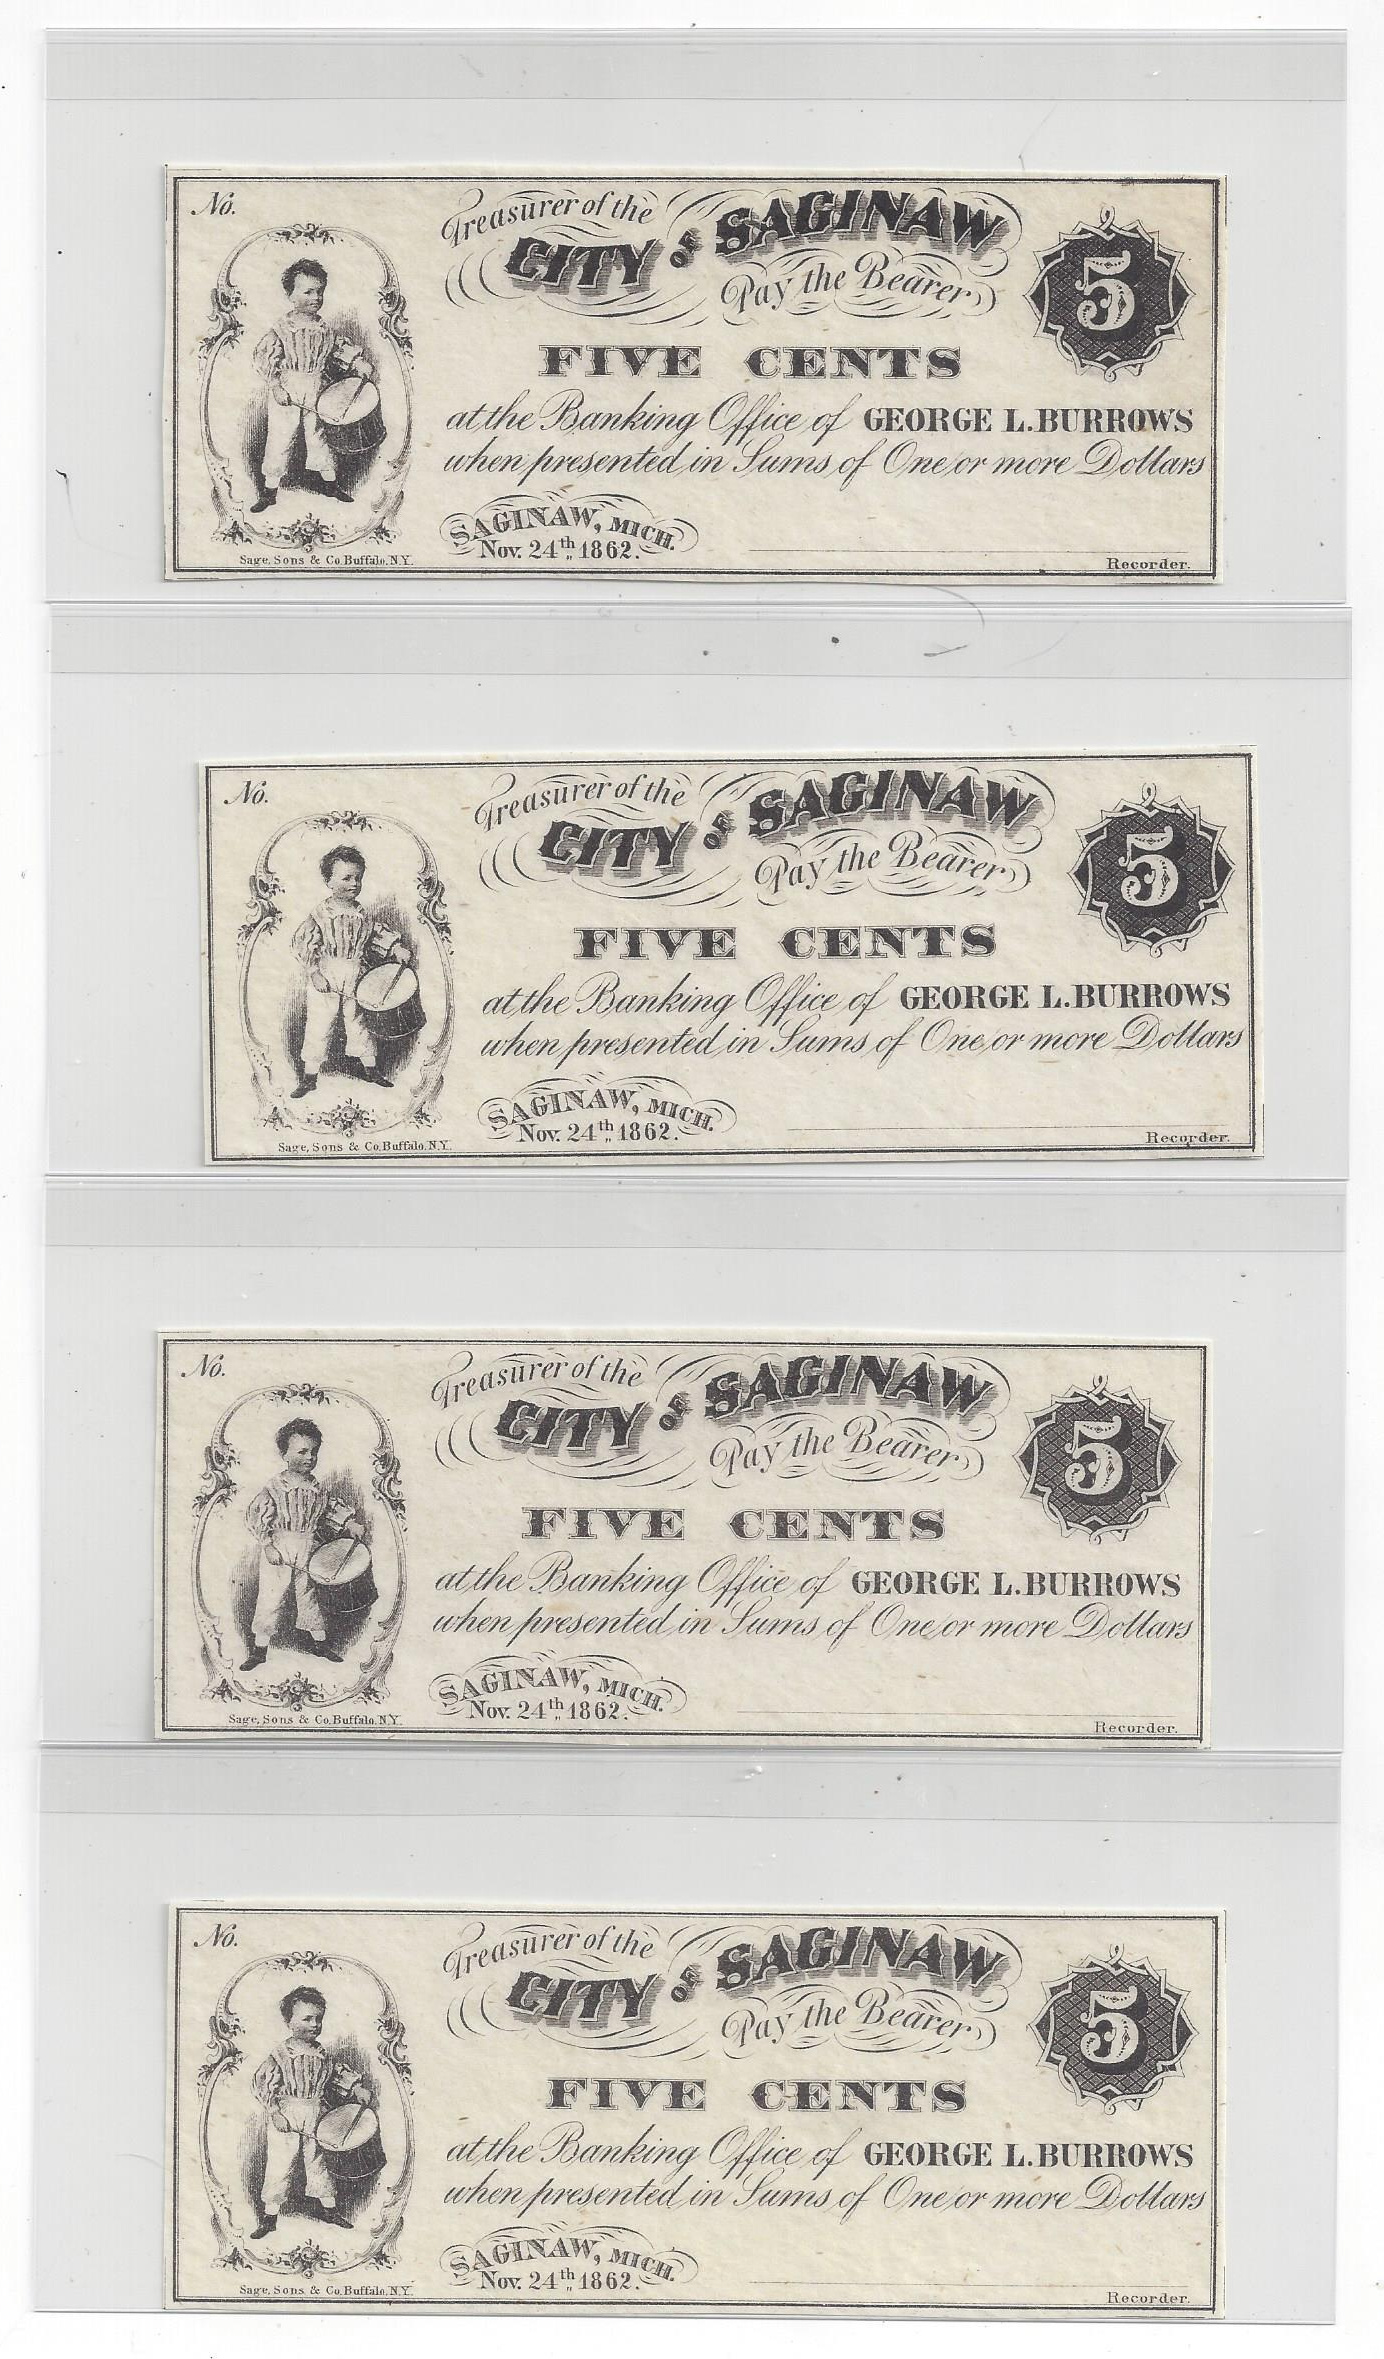 No.
Treasurer of the
CITY OF SAGINAW
5
Pay the Bearer
FIVE CENTS
at the Banking Office of GEORGE L. BURROWS
when presented in Sums of One or more Dollars
SAGINAW, MICH.
Nov. 24th 1862.
Sage, Sons & Co. Buffalo, N.Y.
Recorder.
No.
Treasurer of the
CITY OF SAGINAW
5
Pay the Bearer
FIVE CENTS
at the Banking Office of GEORGE L. BURROWS
when presented in Sums of One or more Dollars
SAGINAW, MICH.
Nov. 24th 1862.
Sage, Sons & Co. Buffalo, N.Y.
Recorder.
No.
Treasurer of the
CITY OF SAGINAW
5
Pay the Bearer
FIVE CENTS
at the Banking Office of GEORGE L. BURROWS
when presented in Sums of One or more Dollars
SAGINAW, MICH.
Nov. 24th 1862.
Sage, Sons & Co. Buffalo, N.Y.
Recorder.
No.
Treasurer of the
CITY OF SAGINAW
5
Pay the Bearer
FIVE CENTS
at the Banking Office of GEORGE L. BURROWS
when presented in Sums of One or more Dollars
SAGINAW, MICH.
Nov. 24th 1862.
Sage, Sons & Co. Buffalo, N.Y.
Recorder.